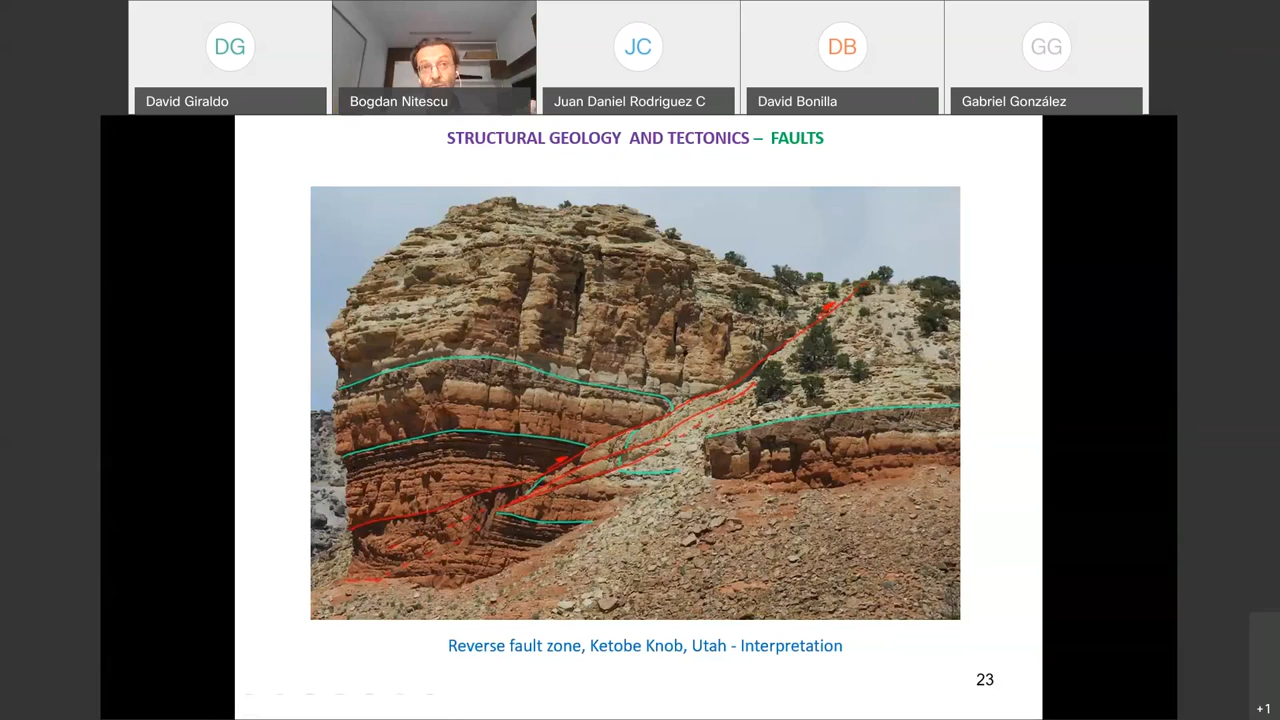 DG
JC
DB
GG
David Giraldo
Bogdan Nitescu
Juan Daniel Rodriguez C
David Bonilla
Gabriel González
STRUCTURAL GEOLOGY AND TECTONICS – FAULTS
Reverse fault zone, Ketobe Knob, Utah - Interpretation
23
+1